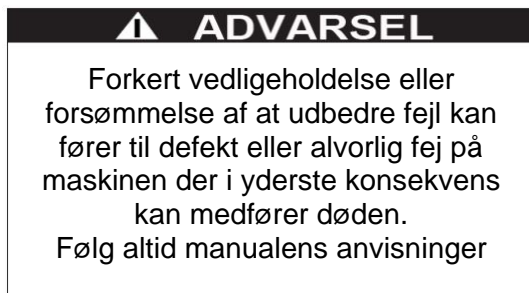 ADVARSEL
Forkert vedligeholdelse eller
forsømmelse af at udbedre fejl kan
fører til defekt eller alvorlig fej på
maskinen der i yderste konsekvens
kan medfører døden.
Følg altid manualens anvisninger